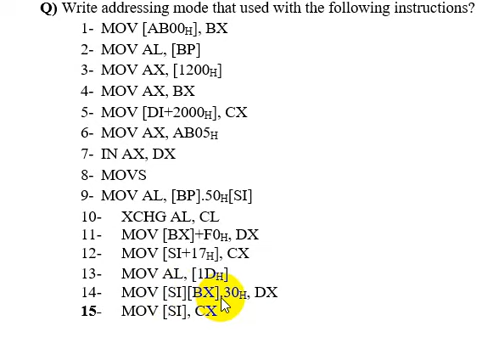 Q) Write addressing mode that used with the following instructions?
1- MOV [AB00H], BX
2- MOV AL, [BP]
3- MOV AX, [1200H]
4- MOV AX, BX
5- MOV [DI+2000H], CX
6- MOV AX, AB05H
7- IN AX, DX
8- MOVS
9- MOV AL, [BP].50H[SI]
10- XCHG AL, CL
11- MOV [BX]+F0H, DX
12- MOV [SI+17H], CX
13- MOV AL, [1DH]
14- MOV [SI][BX].30H, DX
15- MOV [SI], CX